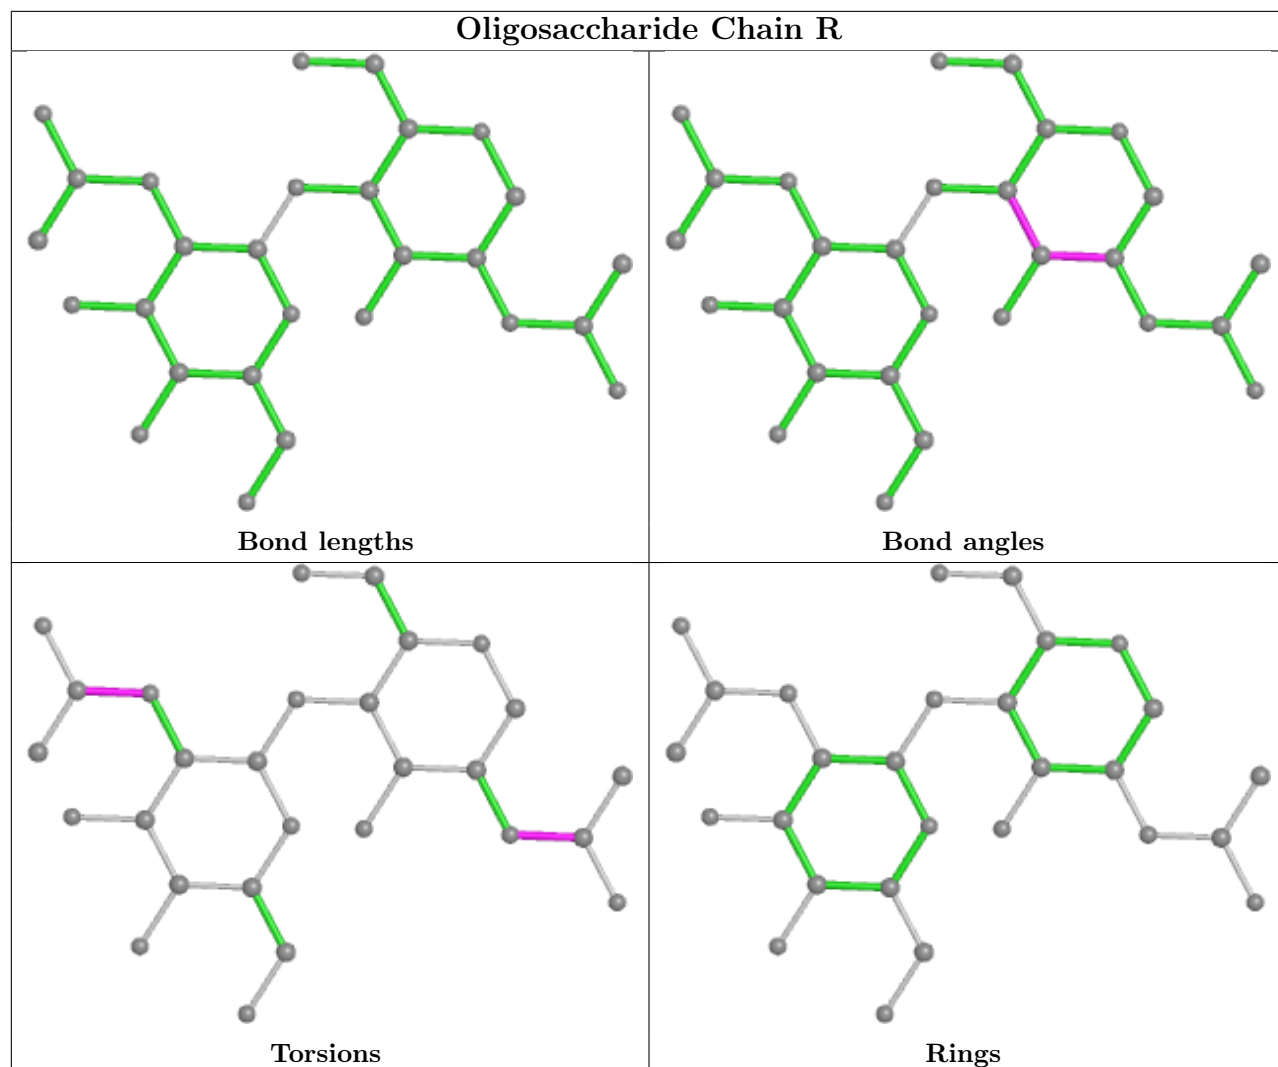 Oligosaccharide Chain R
Bond lengths
Bond angles
Torsions
Rings